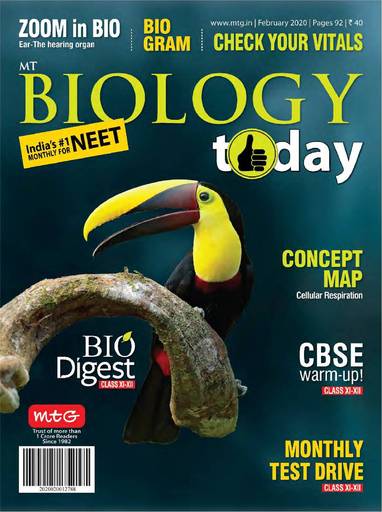 ZOOM in BIO
Ear-The hearing organ
BIO
GRAM
www.mtg.in | February 2020 | Pages 92 | ₹ 40
CHECK YOUR VITALS
MT
BIOLOGY
today
India's #1
MONTHLY FOR NEET
CONCEPT
MAP
Cellular Respiration
BIO
Digest
CLASS XI-XII
CBSE
warm-up!
CLASS XI-XII
mtG
Trust of more than
1 Crore Readers
Since 1982
MONTHLY
TEST DRIVE
CLASS XI-XII
2020020012788